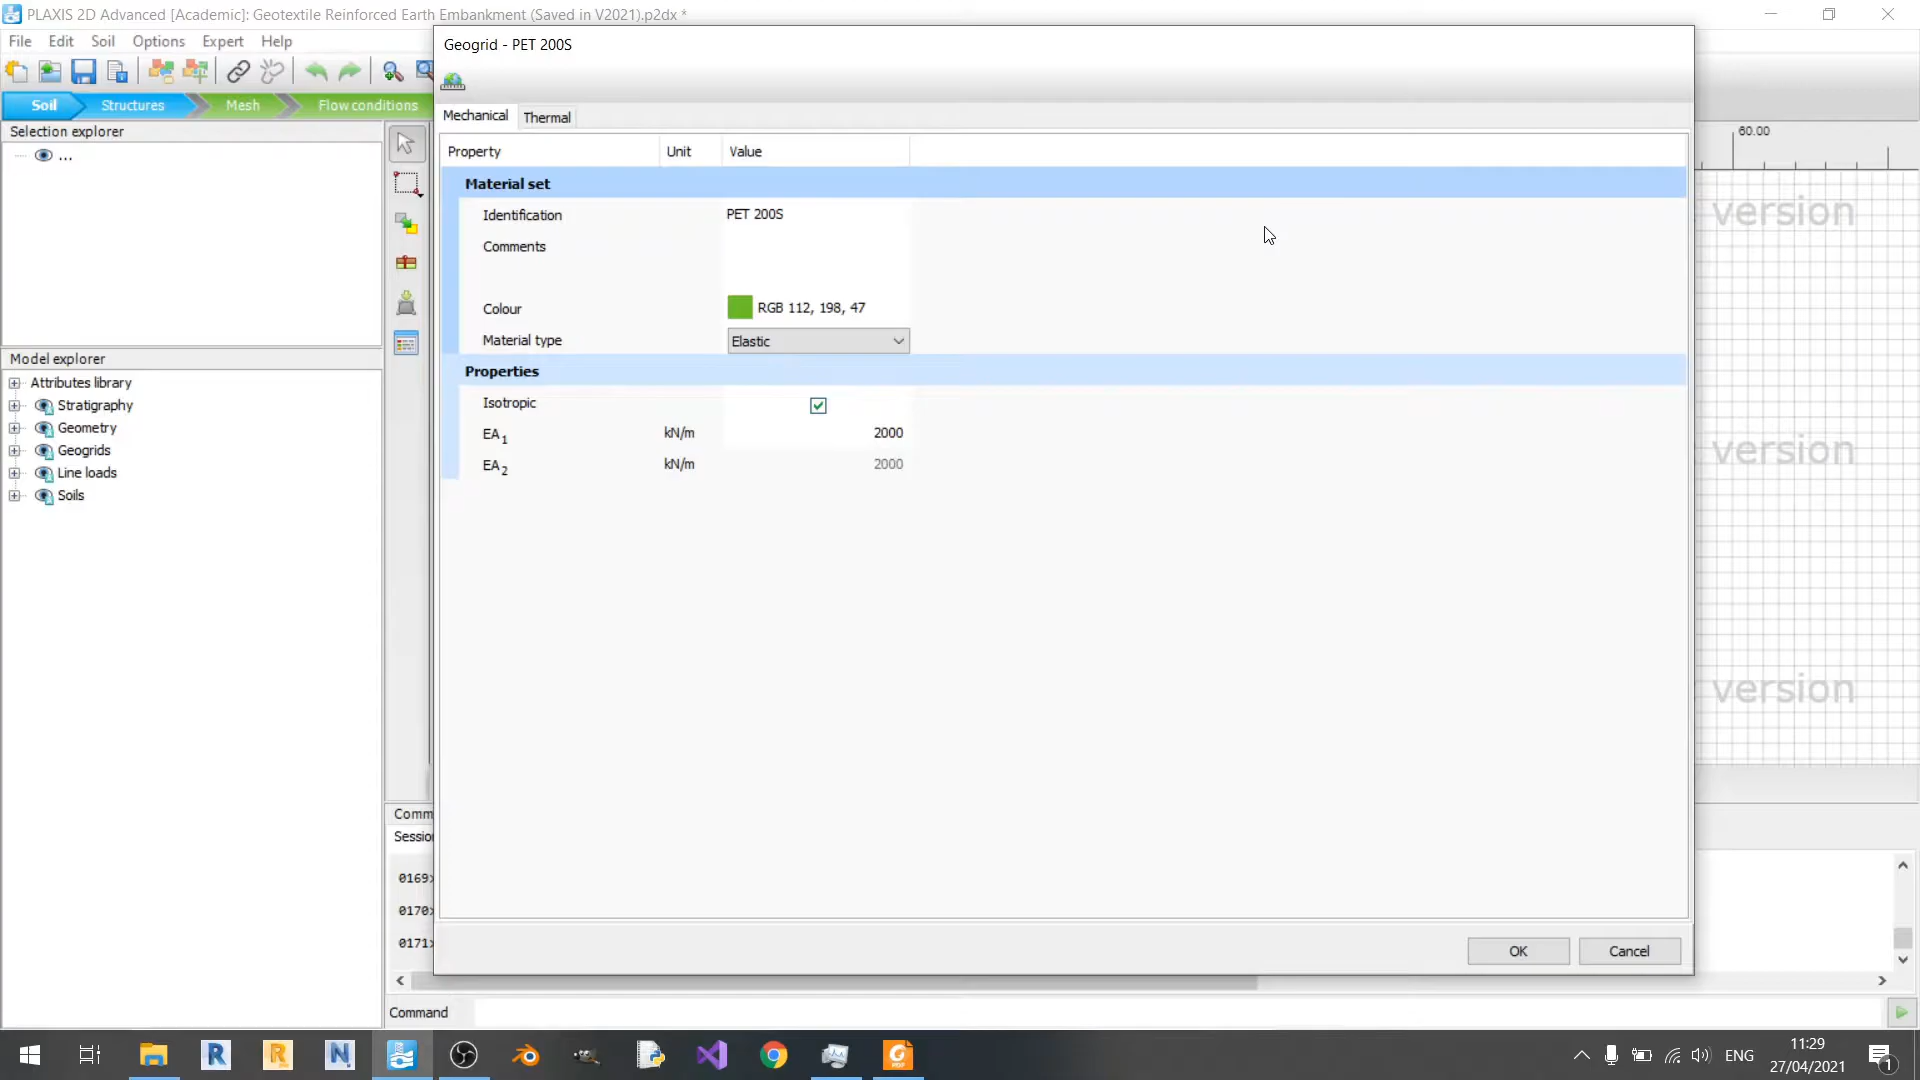 PLAXIS 2D Advanced [Academic]: Geotextile Reinforced Earth Embankment (Saved in V2021).p2dx *
File Edit Soil Options Expert Help
Geogrid - PET 200S
Soil Structures Mesh Flow conditions
Mechanical Thermal
Selection explorer
...
Property Unit Value
60.00
Material set
Identification PET 200S
Comments
version
Colour RGB 112, 198, 47
Material type Elastic
Model explorer
Properties
Attributes library
Stratigraphy
Geometry
Geogrids
Line loads
Soils
Isotropic
EA1 kN/m 2000
EA2 kN/m 2000
version
version
Session
0169>
0170>
0171>
OK Cancel
Command
ENG
11:29
27/04/2021
1